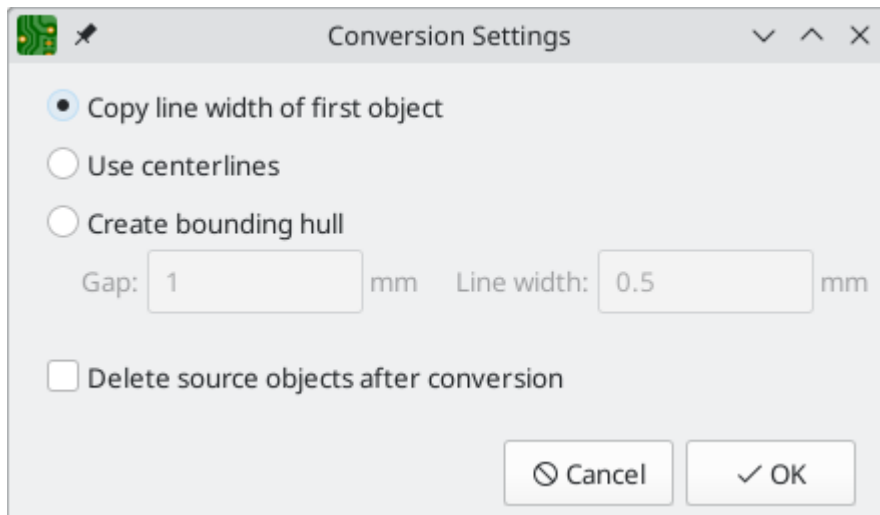 Conversion Settings
Copy line width of first object
Use centerlines
Create bounding hull
Gap: 1 mm Line width: 0.5 mm
Delete source objects after conversion
Cancel OK